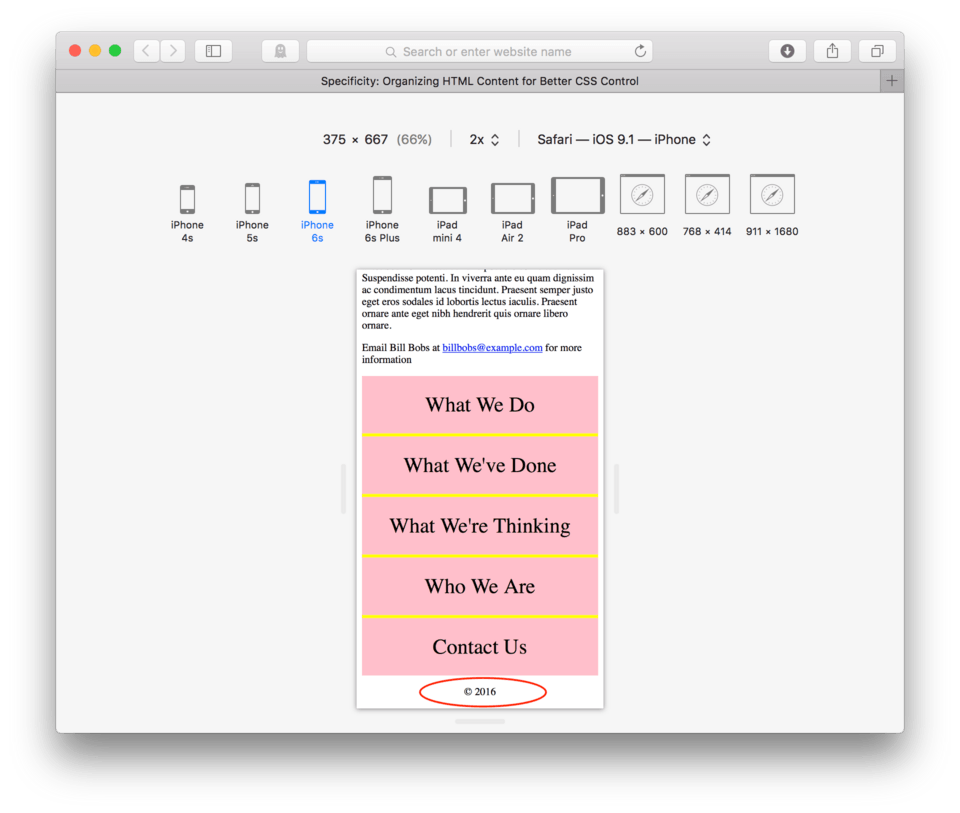 Search or enter website name
Specificity: Organizing HTML Content for Better CSS Control
375 × 667 (66%) 2x Safari — iOS 9.1 — iPhone
iPhone 4s
iPhone 5s
iPhone 6s
iPhone 6s Plus
iPad mini 4
iPad Air 2
iPad Pro
883 × 600
768 × 414
911 × 1680
Suspendisse potenti. In viverra ante eu quam dignissim
ac condimentum lacus tincidunt. Praesent semper justo
eget eros sodales id lobortis lectus iaculis. Praesent
ornare ante eget nibh hendrerit quis ornare libero
ornare.
Email Bill Bobs at billbobs@example.com for more
information
What We Do
What We've Done
What We're Thinking
Who We Are
Contact Us
© 2016